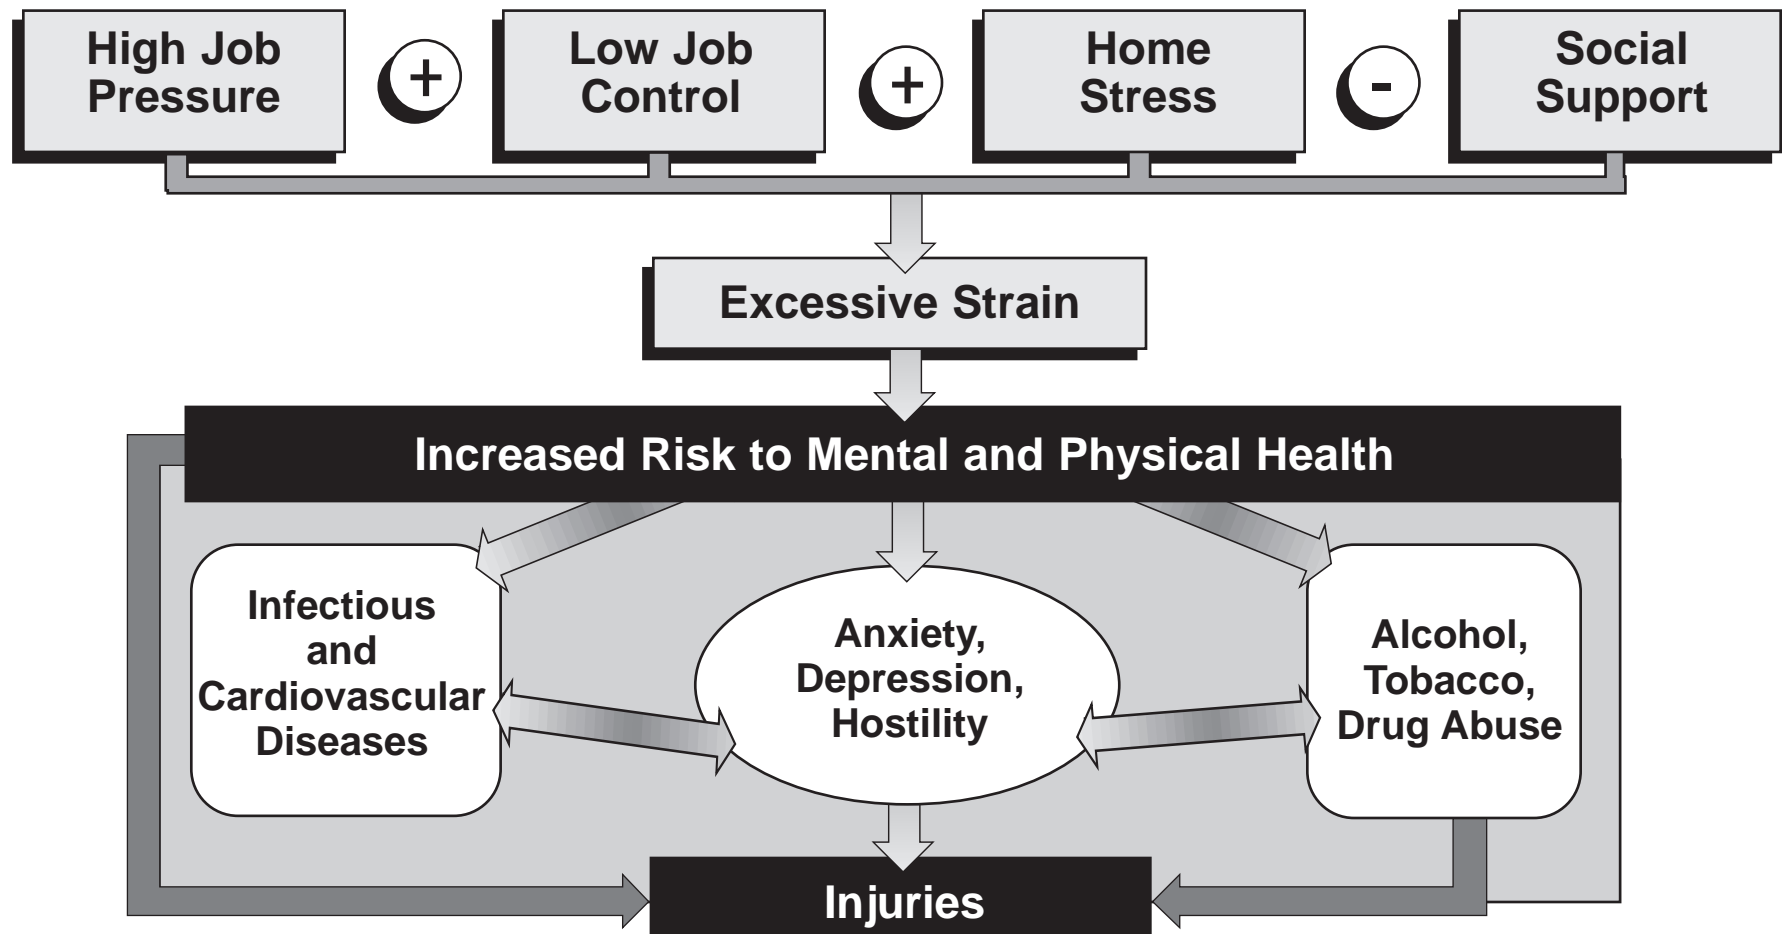 High Job
Pressure
+
Low Job
Control
+
Home
Stress
-
Social
Support
Excessive Strain
Increased Risk to Mental and Physical Health
Infectious
and
Cardiovascular
Diseases
Anxiety,
Depression,
Hostility
Alcohol,
Tobacco,
Drug Abuse
Injuries